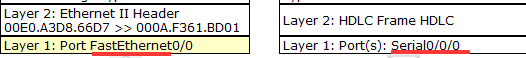 Layer 2: Ethernet II Header
00E0.A3D8.66D7 >> 000A.F361.BD01
Layer 1: Port FastEthernet0/0
Layer 2: HDLC Frame HDLC
Layer 1: Port(s): Serial0/0/0